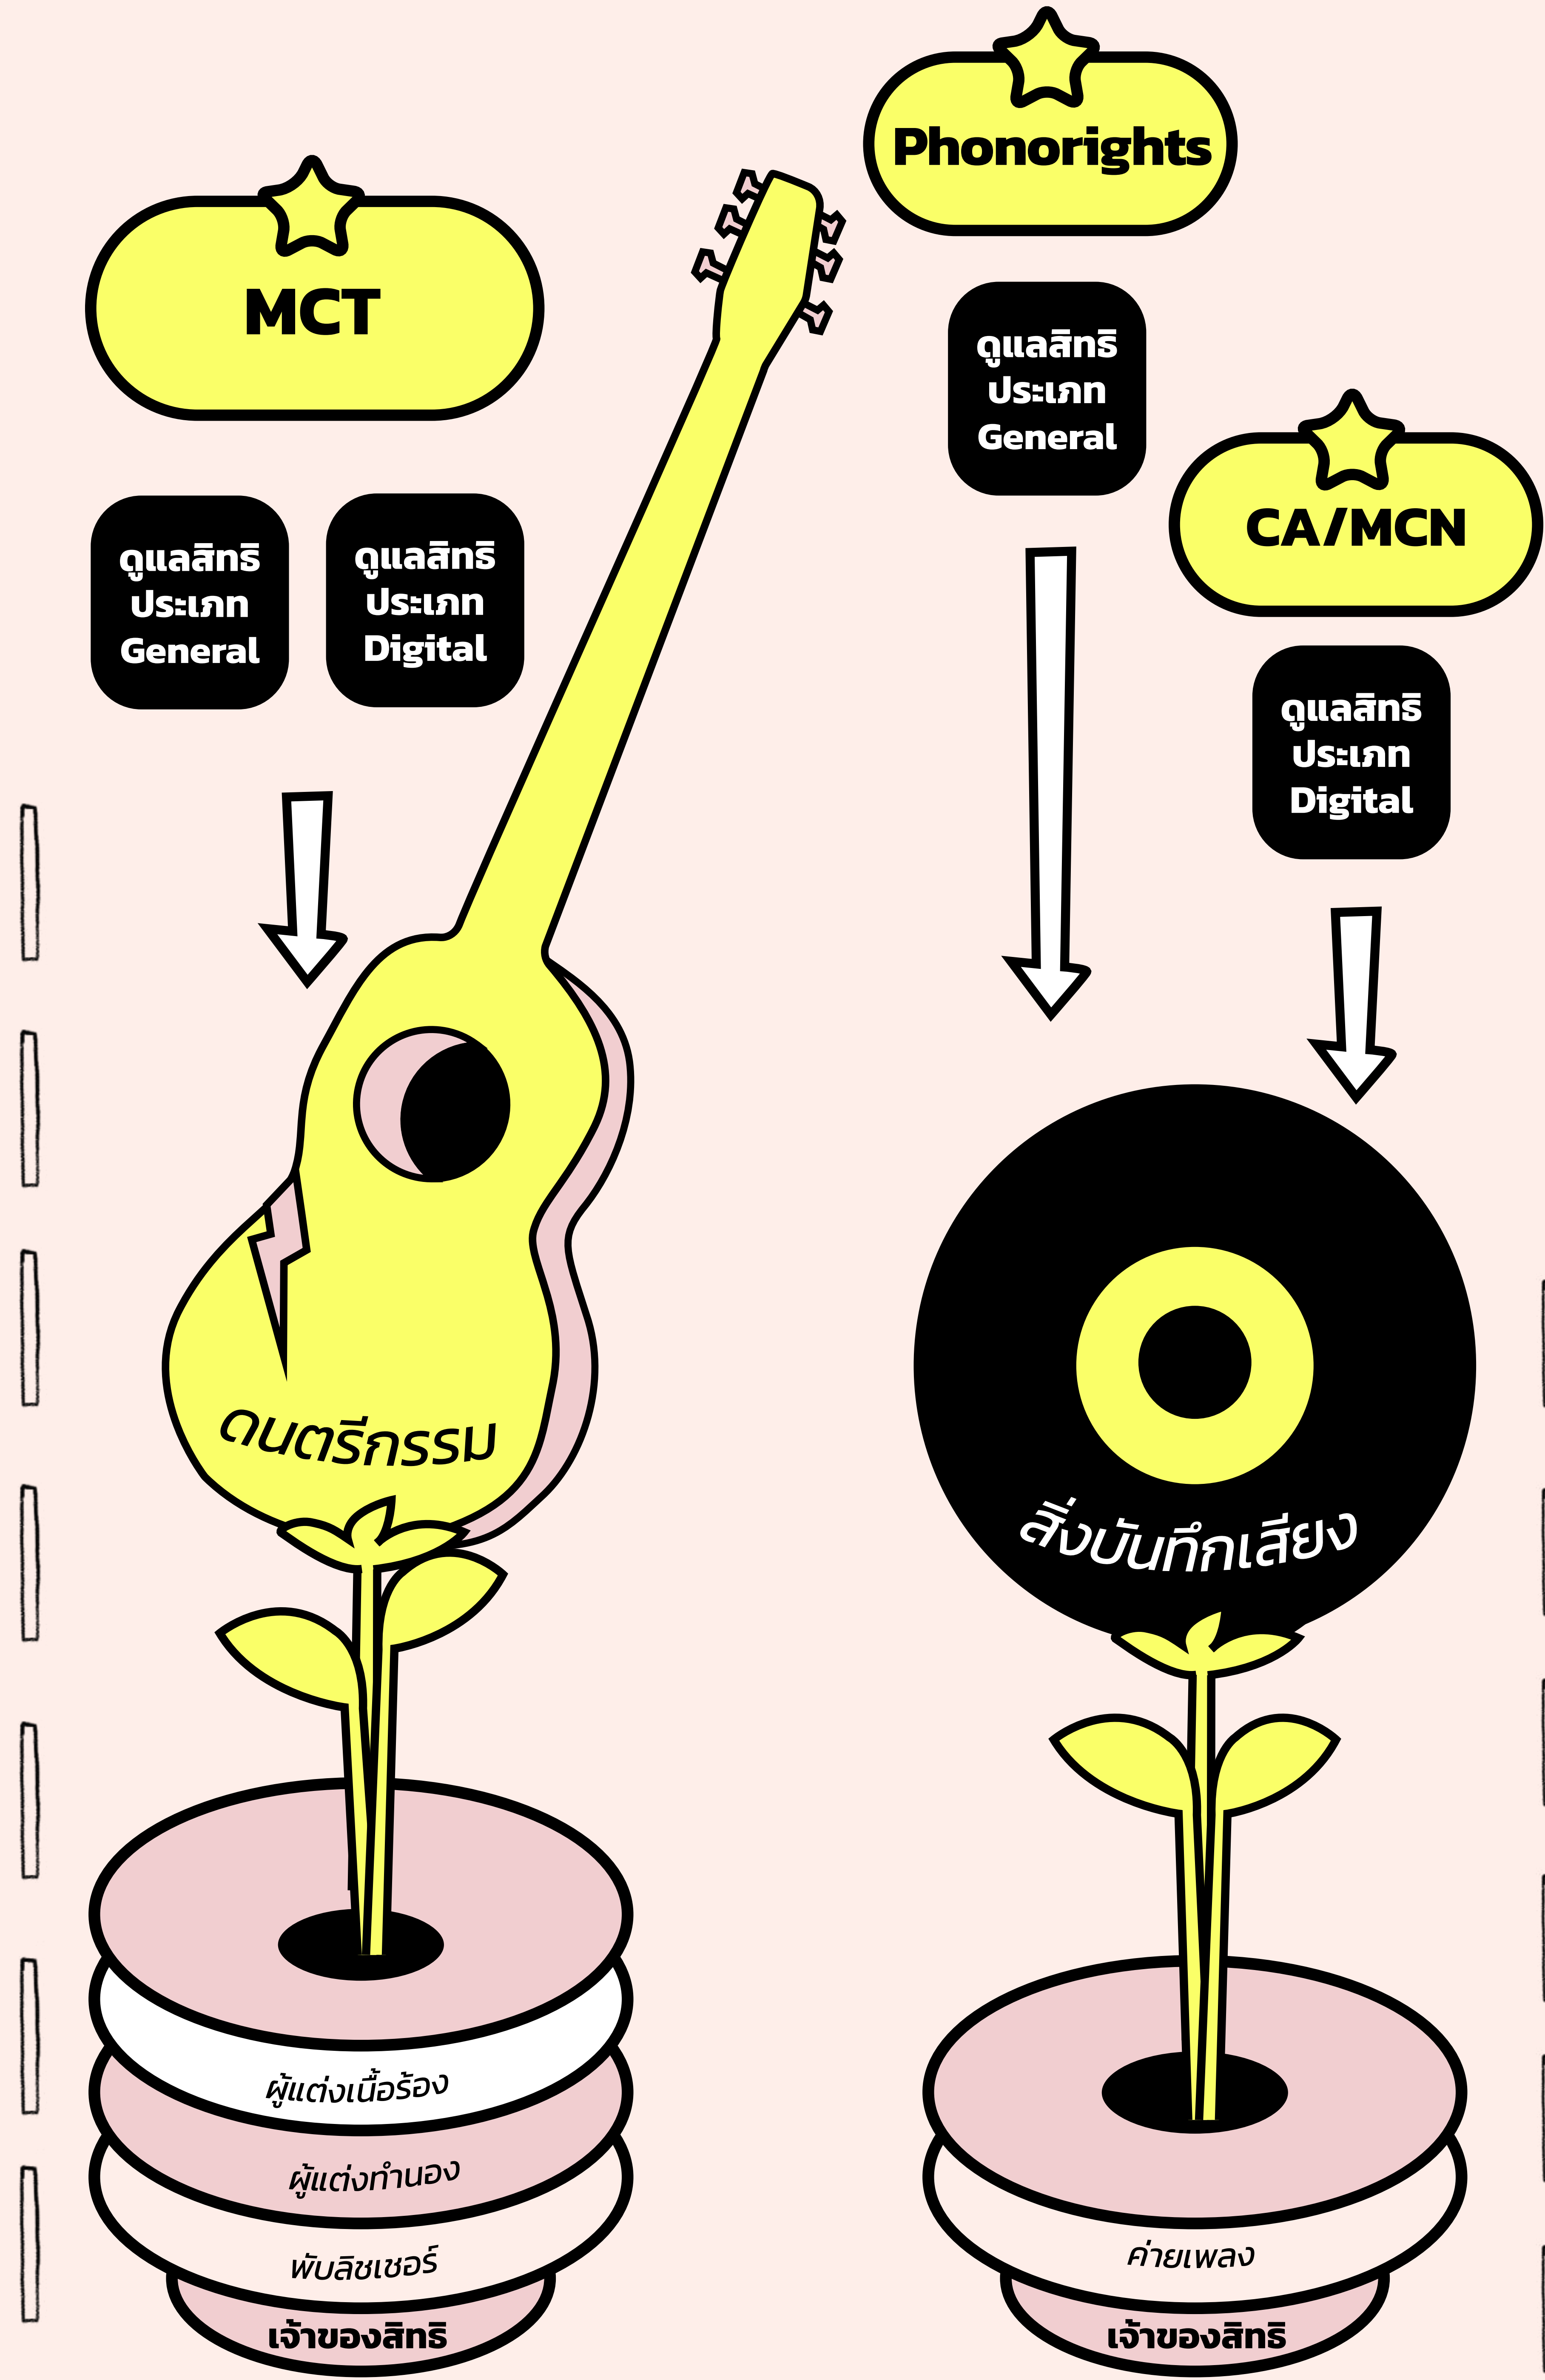 MCT
ดูแลสิทธิ
ประเภท
General
ดูแลสิทธิ
ประเภท
Digital
ดนตรีกรรม
ผู้แต่งเนื้อร้อง
ผู้แต่งทำนอง
พับลิชเชอร์
เจ้าของสิทธิ
Phonorights
ดูแลสิทธิ
ประเภท
General
CA/MCN
ดูแลสิทธิ
ประเภท
Digital
สิ่งบันทึกเสียง
ค่ายเพลง
เจ้าของสิทธิ